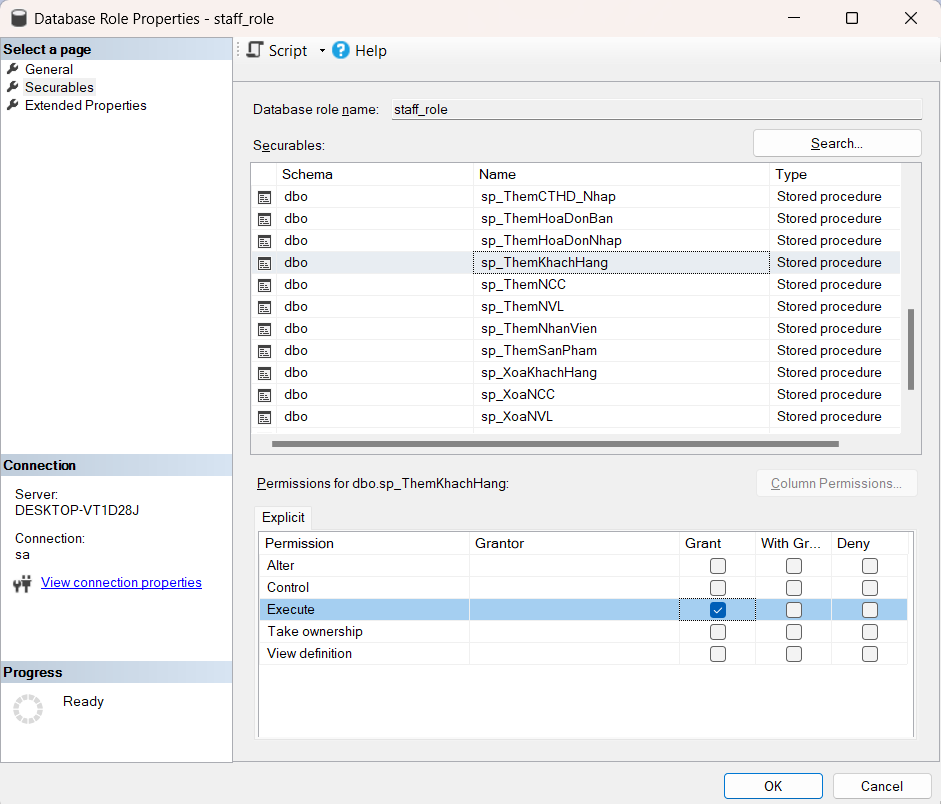 Database Role Properties - staff_role
Select a page
General
Securables
Extended Properties
Script
Help
Database role name: staff_role
Securables:
Search...
Schema Name Type
dbo sp_ThemCTHD_Nhap Stored procedure
dbo sp_ThemHoaDonBan Stored procedure
dbo sp_ThemHoaDonNhap Stored procedure
dbo sp_ThemKhachHang Stored procedure
dbo sp_ThemNCC Stored procedure
dbo sp_ThemNVL Stored procedure
dbo sp_ThemNhanVien Stored procedure
dbo sp_ThemSanPham Stored procedure
dbo sp_XoaKhachHang Stored procedure
dbo sp_XoaNCC Stored procedure
dbo sp_XoaNVL Stored procedure
Connection
Server:
DESKTOP-VT1D28J
Connection:
sa
View connection properties
Progress
Ready
Permissions for dbo.sp_ThemKhachHang:
Column Permissions...
Explicit
Permission Grantor Grant With Gr... Deny
Alter
Control
Execute
Take ownership
View definition
OK Cancel